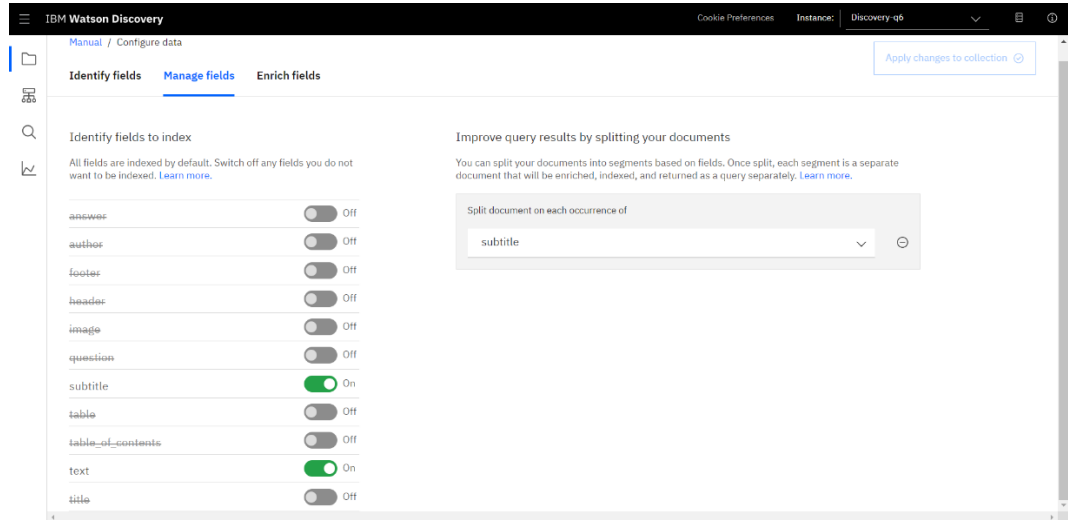 IBM Watson Discovery
Cookie Preferences
Instance:
Discovery-q6
Manual / Configure data
Apply changes to collection
Identify fields
Manage fields
Enrich fields
Identify fields to index
All fields are indexed by default. Switch off any fields you do not
want to be indexed. Learn more.
answer Off
author Off
footer Off
header Off
image Off
question Off
subtitle On
table Off
table_of_contents Off
text On
title Off
Improve query results by splitting your documents
You can split your documents into segments based on fields. Once split, each segment is a separate
document that will be enriched, indexed, and returned as a query separately. Learn more.
Split document on each occurrence of
subtitle